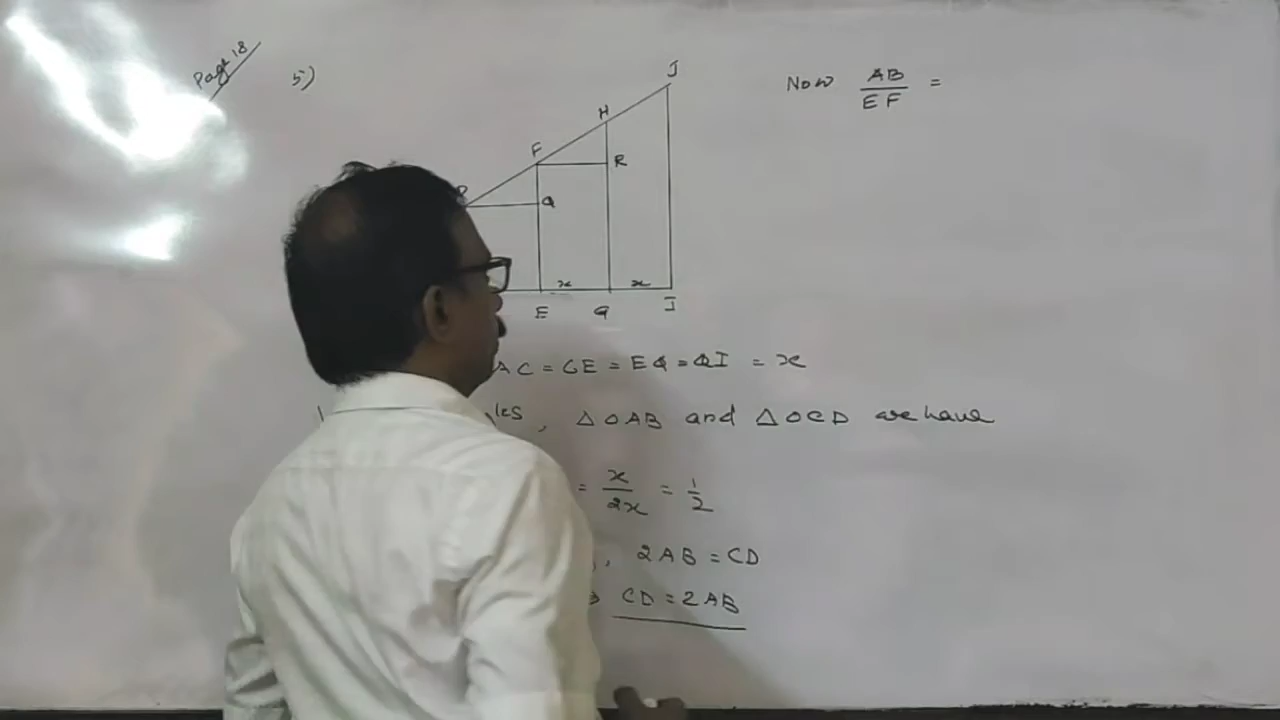 Page 18
5)
J
H
F
R
Q
x x
E G I
Now AB/EF =
AC = CE = EG = GI = x
, △OAB and △OCD we have
= x/2x = 1/2
, 2AB = CD
CD = 2AB